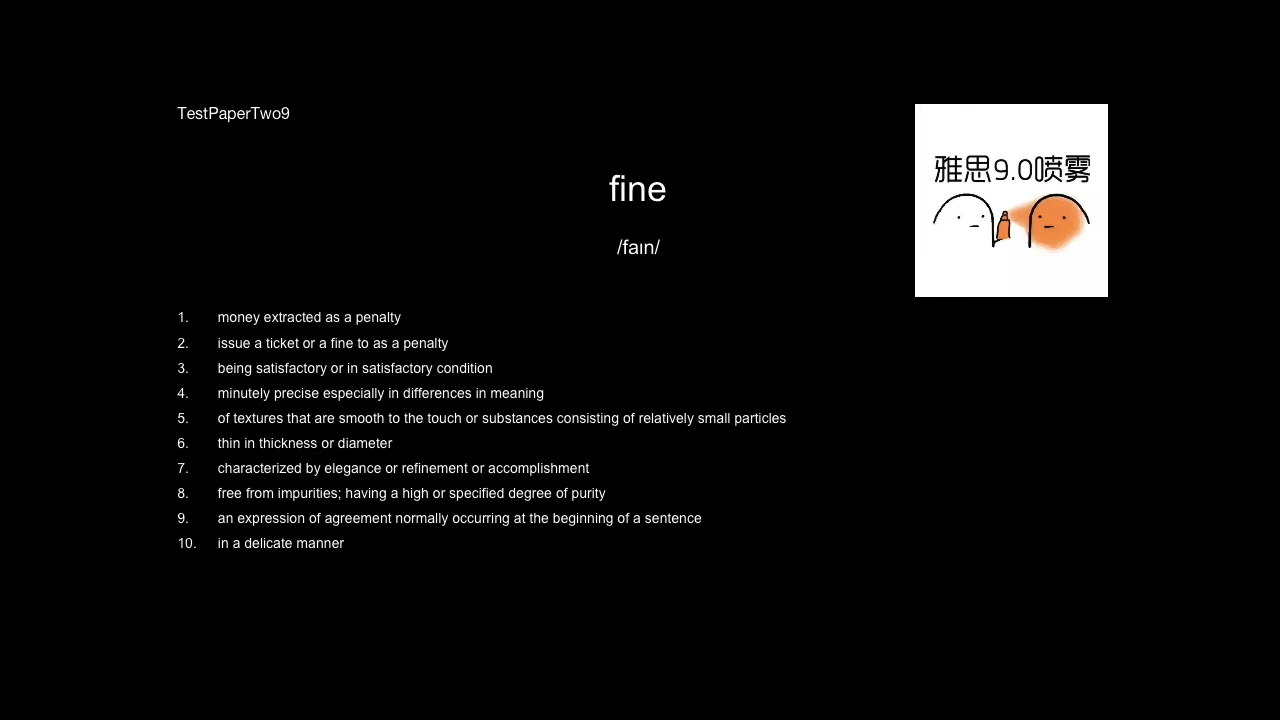 TestPaperTwo9
雅思9.0喷雾
fine
/faɪn/
1. money extracted as a penalty
2. issue a ticket or a fine to as a penalty
3. being satisfactory or in satisfactory condition
4. minutely precise especially in differences in meaning
5. of textures that are smooth to the touch or substances consisting of relatively small particles
6. thin in thickness or diameter
7. characterized by elegance or refinement or accomplishment
8. free from impurities; having a high or specified degree of purity
9. an expression of agreement normally occurring at the beginning of a sentence
10. in a delicate manner